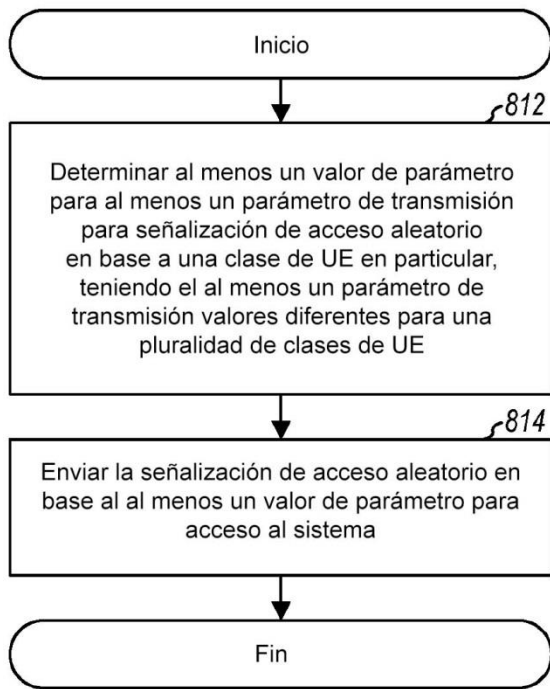 Inicio
812
Determinar al menos un valor de parámetro
para al menos un parámetro de transmisión
para señalización de acceso aleatorio
en base a una clase de UE en particular,
teniendo el al menos un parámetro de
transmisión valores diferentes para una
pluralidad de clases de UE
814
Enviar la señalización de acceso aleatorio en
base al al menos un valor de parámetro para
acceso al sistema
Fin